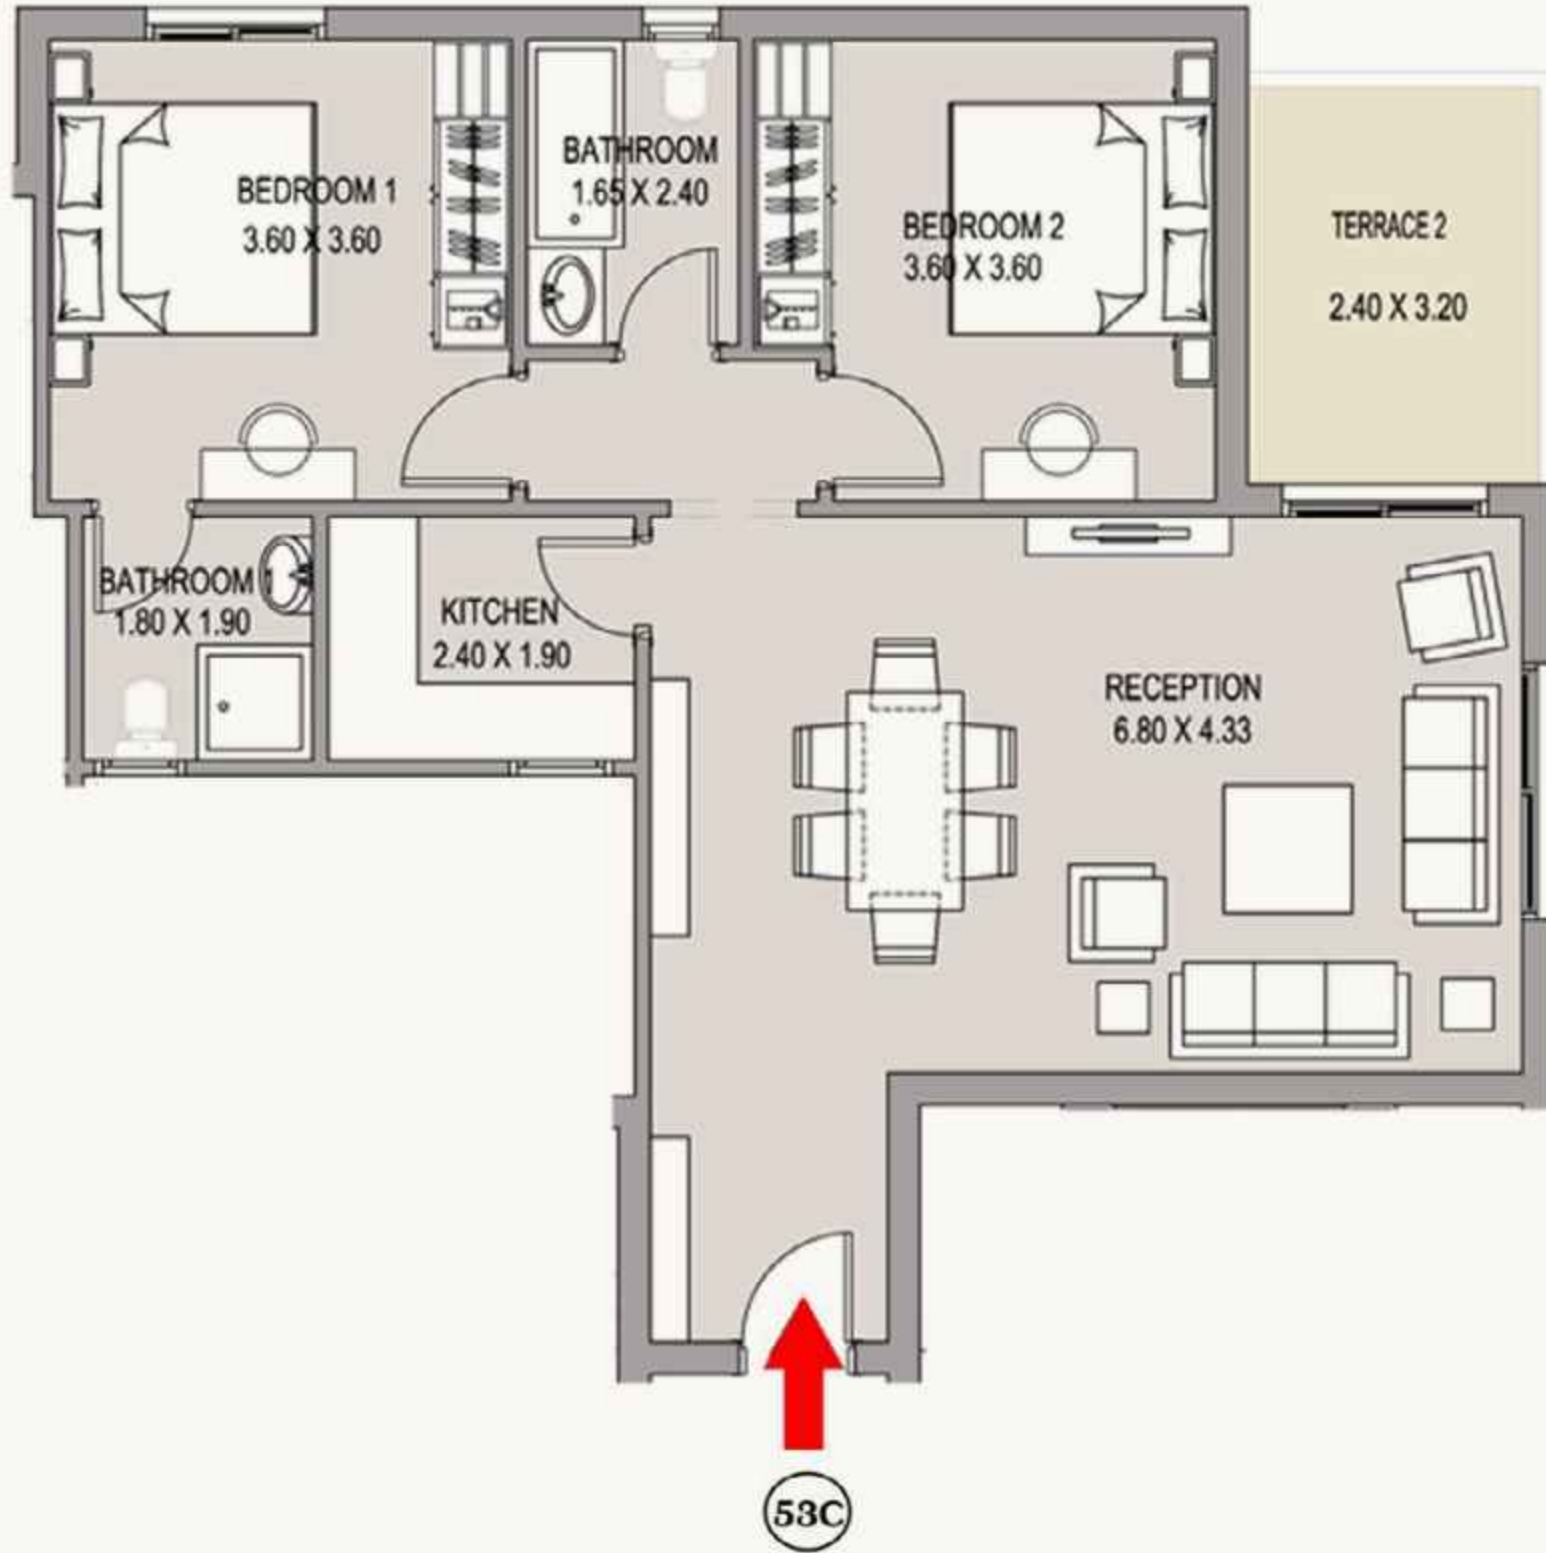 BEDROOM 1
3.60 X 3.60
BATHROOM
1.65 X 2.40
BEDROOM 2
3.60 X 3.60
TERRACE 2
2.40 X 3.20
BATHROOM 1
1.80 X 1.90
KITCHEN
2.40 X 1.90
RECEPTION
6.80 X 4.33
53C